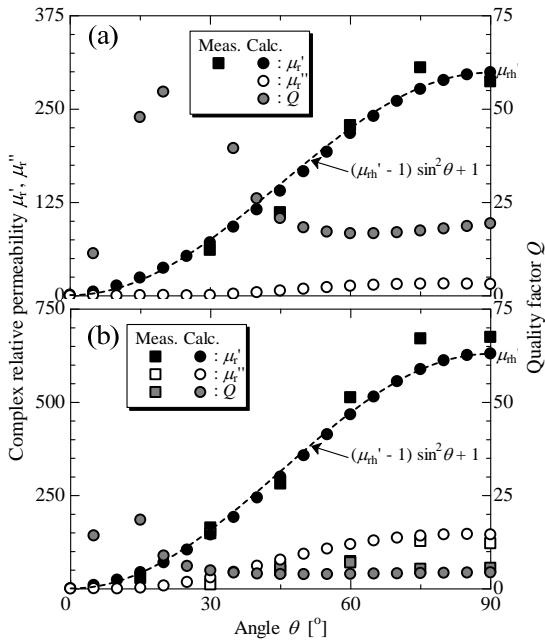 375
250
125
0
75
50
25
0
(a)
Meas. Calc.
: μr'
: μr''
: Q
μrh'
(μrh' - 1) sin²θ + 1
Complex relative permeability μr', μr''
Quality factor Q
750
500
250
0
75
50
25
0
(b)
Meas. Calc.
: μr'
: μr''
: Q
μrh'
(μrh' - 1) sin²θ + 1
0
30
60
90
Angle θ [°]